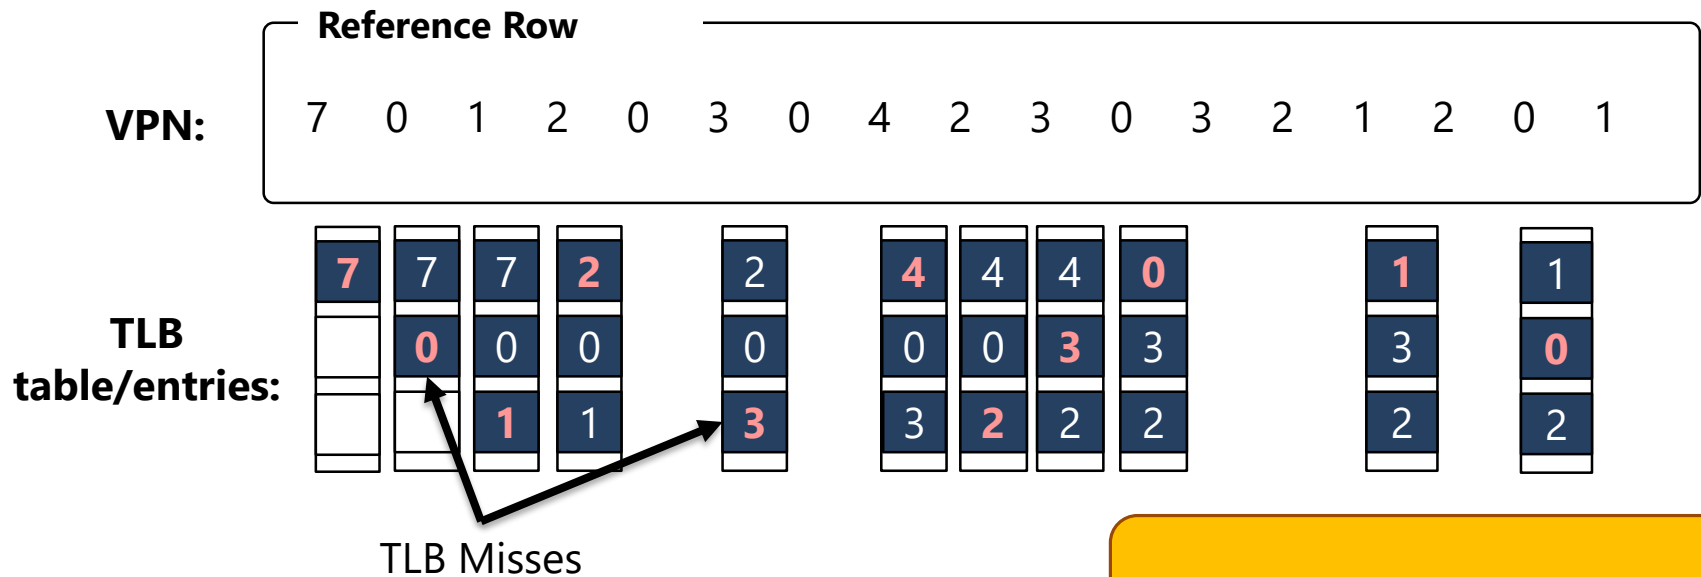 Reference Row
VPN: 7 0 1 2 0 3 0 4 2 3 0 3 2 1 2 0 1
7 7 7 2 2 4 4 4 0 1 1
TLB
0 0 0 0 0 0 3 3 3 0
table/entries:
1 1 3 3 2 2 2 2 2
TLB Misses